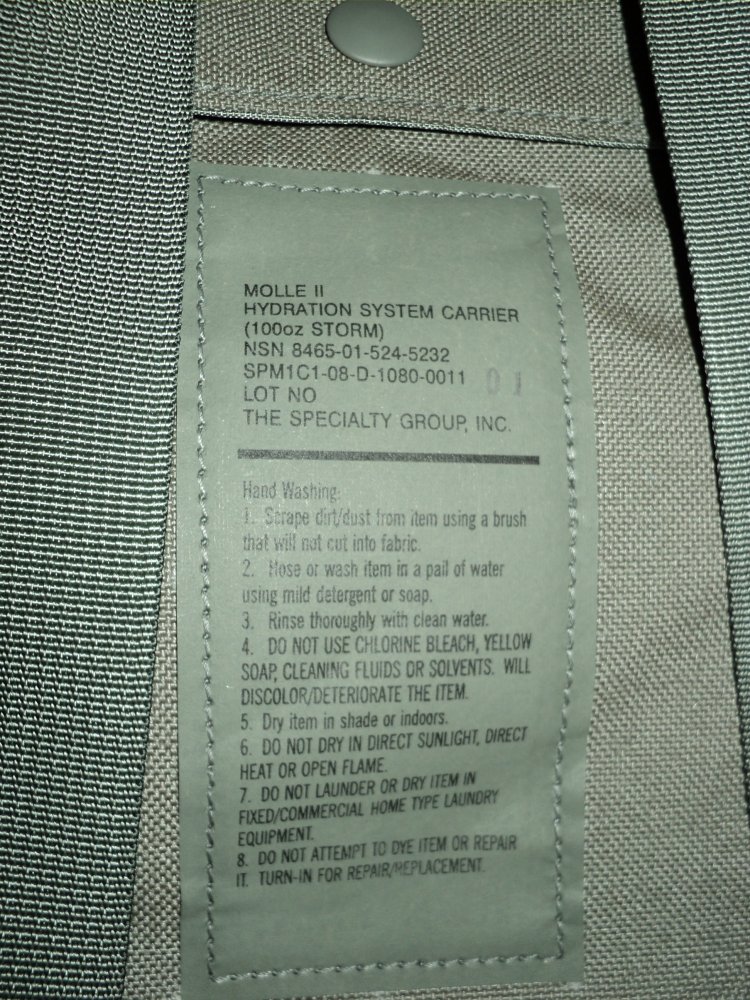 MOLLE II
HYDRATION SYSTEM CARRIER
(100oz STORM)
NSN 8465-01-524-5232
SPM1C1-08-D-1080-0011 01
LOT NO
THE SPECIALTY GROUP, INC.
Hand Washing:
1. Scrape dirt/dust from item using a brush
that will not cut into fabric.
2. Hose or wash item in a pail of water
using mild detergent or soap.
3. Rinse thoroughly with clean water.
4. DO NOT USE CHLORINE BLEACH, YELLOW
SOAP, CLEANING FLUIDS OR SOLVENTS. WILL
DISCOLOR/DETERIORATE THE ITEM.
5. Dry item in shade or indoors.
6. DO NOT DRY IN DIRECT SUNLIGHT, DIRECT
HEAT OR OPEN FLAME.
7. DO NOT LAUNDER OR DRY ITEM IN
FIXED/COMMERCIAL HOME TYPE LAUNDRY
EQUIPMENT.
8. DO NOT ATTEMPT TO DYE ITEM OR REPAIR
IT. TURN-IN FOR REPAIR/REPLACEMENT.